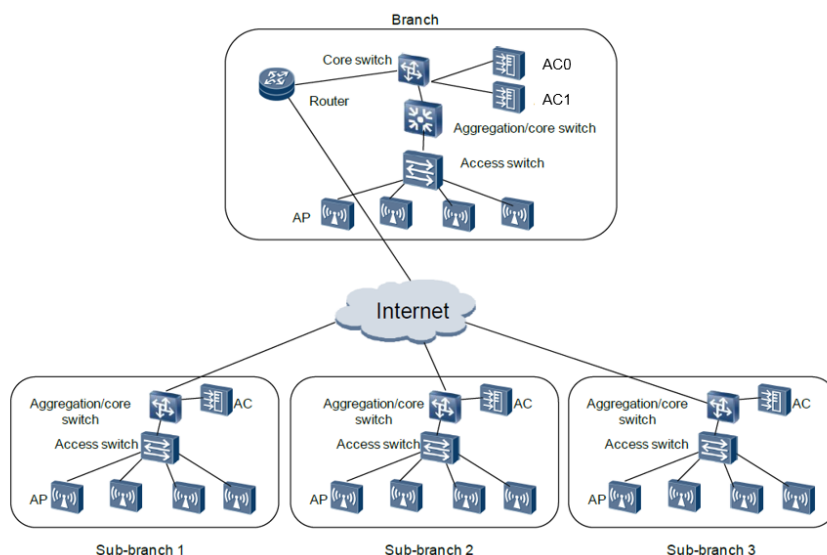 Branch
Core switch
AC0
Router
AC1
Aggregation/core switch
Access switch
AP
Internet
Aggregation/core
switch
AC
Access switch
AP
Sub-branch 1
Aggregation/core
switch
AC
Access switch
AP
Sub-branch 2
Aggregation/core
switch
AC
Access switch
AP
Sub-branch 3